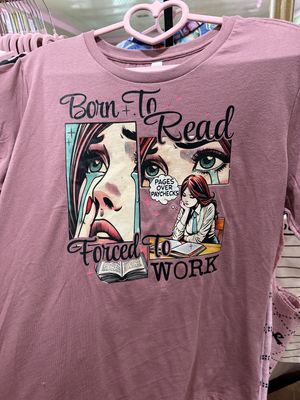 Born To
Read
PAGES
OVER
PAYCHECKS
Forced To
WORK